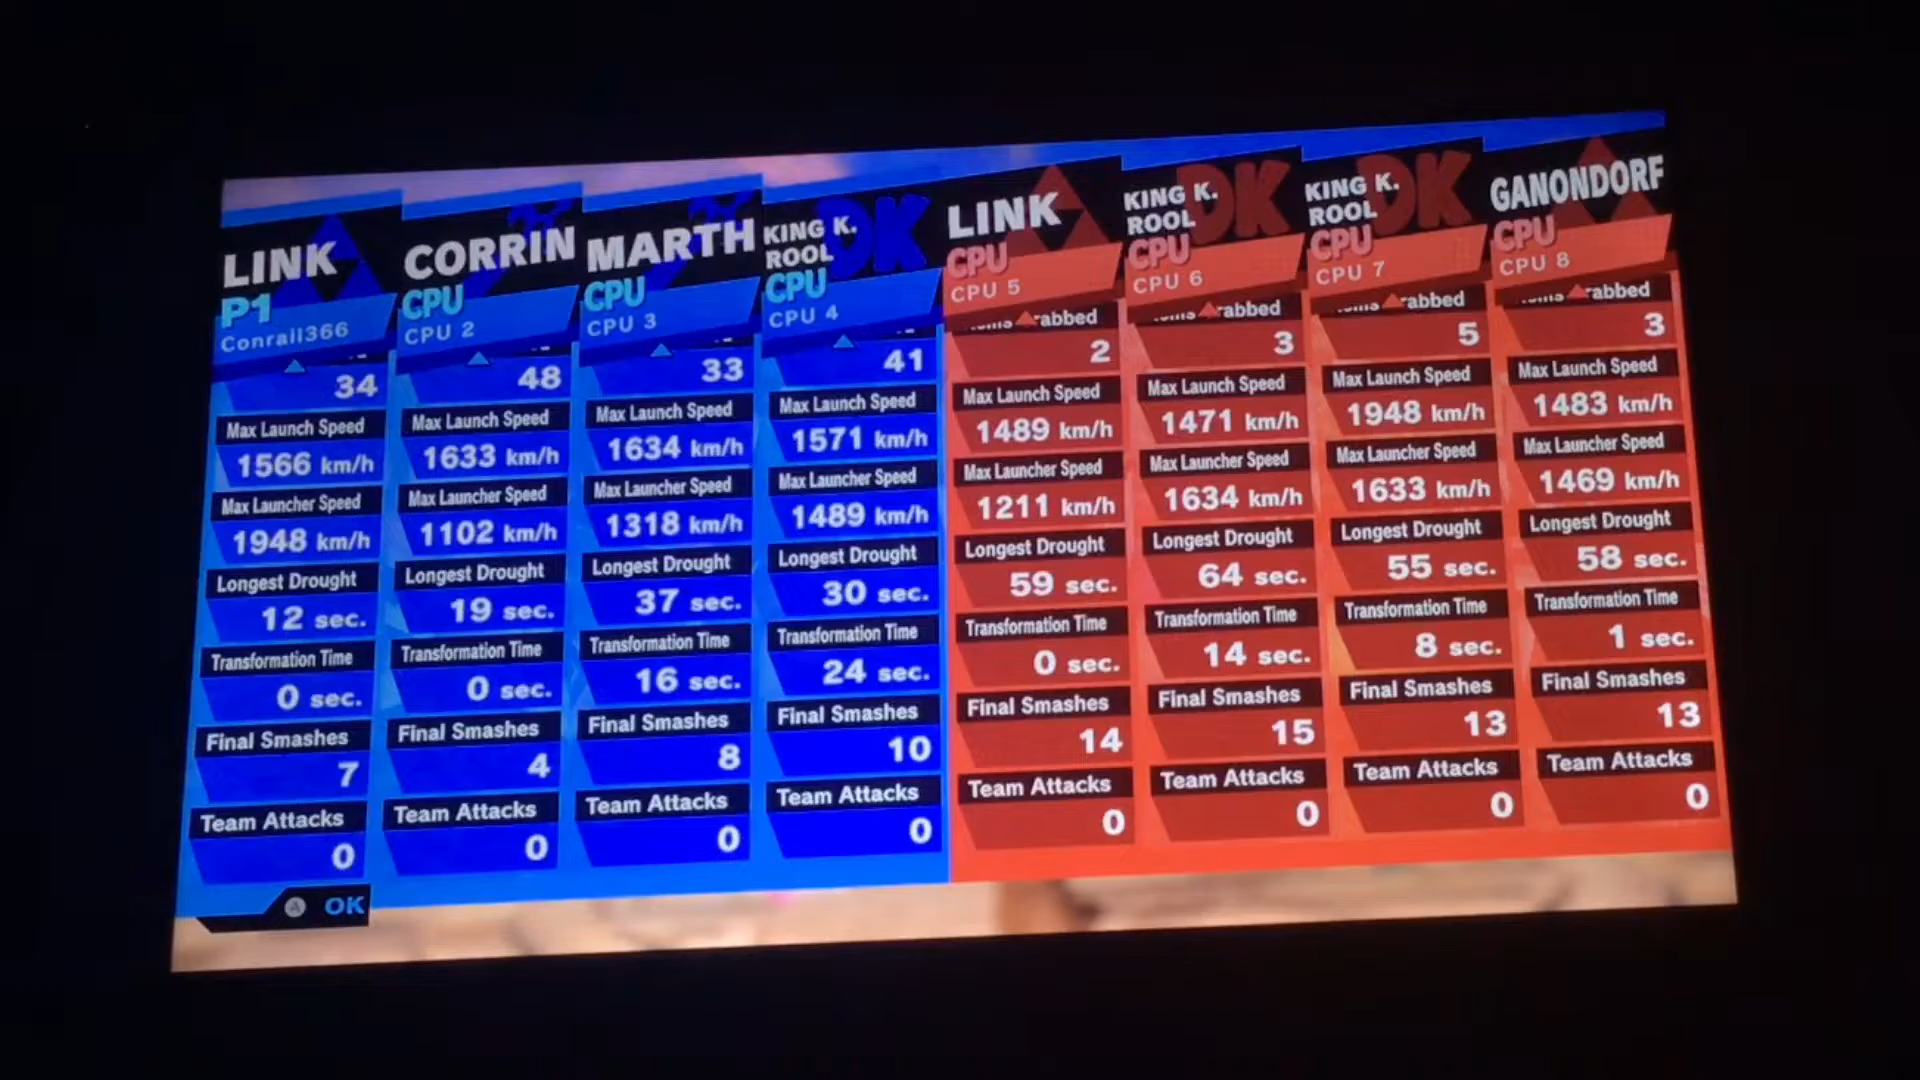 LINK
P1
Conrall366
34
Max Launch Speed
1566 km/h
Max Launcher Speed
1948 km/h
Longest Drought
12 sec.
Transformation Time
0 sec.
Final Smashes
7
Team Attacks
0
CORRIN
CPU
CPU 2
48
Max Launch Speed
1633 km/h
Max Launcher Speed
1102 km/h
Longest Drought
19 sec.
Transformation Time
0 sec.
Final Smashes
4
Team Attacks
0
MARTH
CPU
CPU 3
33
Max Launch Speed
1634 km/h
Max Launcher Speed
1318 km/h
Longest Drought
37 sec.
Transformation Time
16 sec.
Final Smashes
8
Team Attacks
0
DK
KING K.
ROOL
CPU
CPU 4
41
Max Launch Speed
1571 km/h
Max Launcher Speed
1489 km/h
Longest Drought
30 sec.
Transformation Time
24 sec.
Final Smashes
10
Team Attacks
0
LINK
CPU
CPU 5
rabbed
2
Max Launch Speed
1489 km/h
Max Launcher Speed
1211 km/h
Longest Drought
59 sec.
Transformation Time
0 sec.
Final Smashes
14
Team Attacks
0
DK
KING K.
ROOL
CPU
CPU 6
rabbed
3
Max Launch Speed
1471 km/h
Max Launcher Speed
1634 km/h
Longest Drought
64 sec.
Transformation Time
14 sec.
Final Smashes
15
Team Attacks
0
DK
KING K.
ROOL
CPU
CPU 7
rabbed
5
Max Launch Speed
1948 km/h
Max Launcher Speed
1633 km/h
Longest Drought
55 sec.
Transformation Time
8 sec.
Final Smashes
13
Team Attacks
0
GANONDORF
CPU
CPU 8
rabbed
3
Max Launch Speed
1483 km/h
Max Launcher Speed
1469 km/h
Longest Drought
58 sec.
Transformation Time
1 sec.
Final Smashes
13
Team Attacks
0
A OK